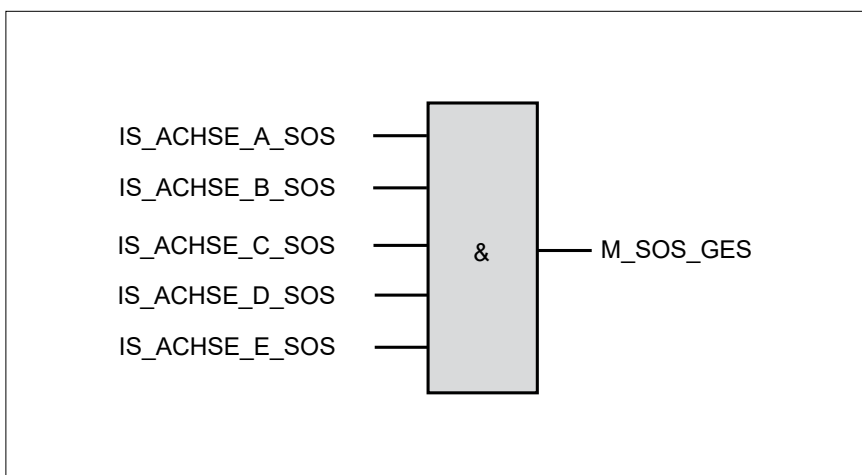 IS_ACHSE_A_SOS
IS_ACHSE_B_SOS
IS_ACHSE_C_SOS
IS_ACHSE_D_SOS
IS_ACHSE_E_SOS
&
M_SOS_GES